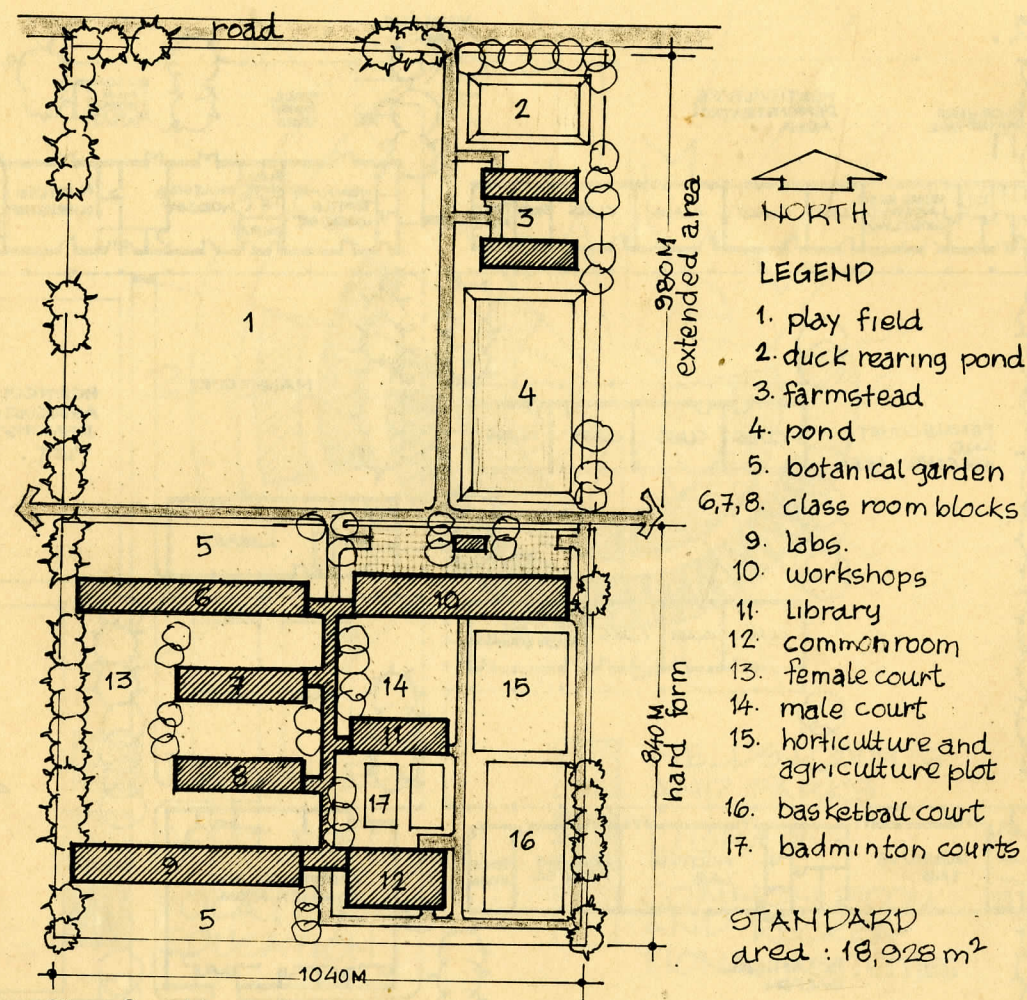 road
2
3
1
4
980M
extended area
NORTH
LEGEND
1. play field
2. duck rearing pond
3. farmstead
4. pond
5. botanical garden
6,7,8. class room blocks
9. labs.
10. workshops
11. library
12 common room
13. female court
14. male court
15. horticulture and
agriculture plot
16. basketball court
17. badminton courts
5
6
10
13
7
14
15
11
8
17
16
9
12
5
840M
hard form
1040M
STANDARD
ared : 18,928 m²